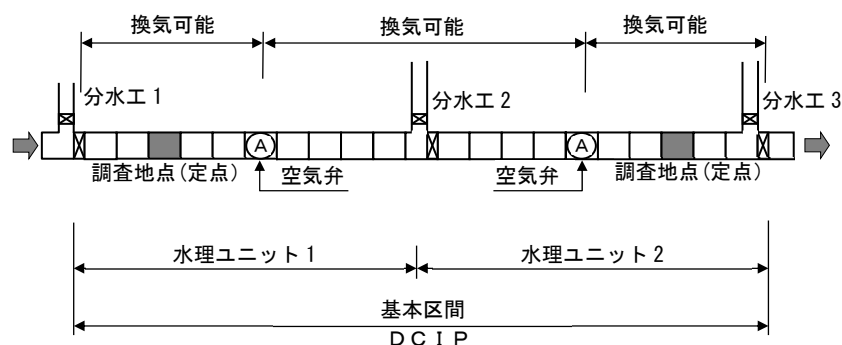 換気可能 換気可能 換気可能
分水工1 分水工2 分水工3
A A
調査地点(定点) 空気弁 空気弁 調査地点(定点)
水理ユニット1 水理ユニット2
基本区間
DCIP